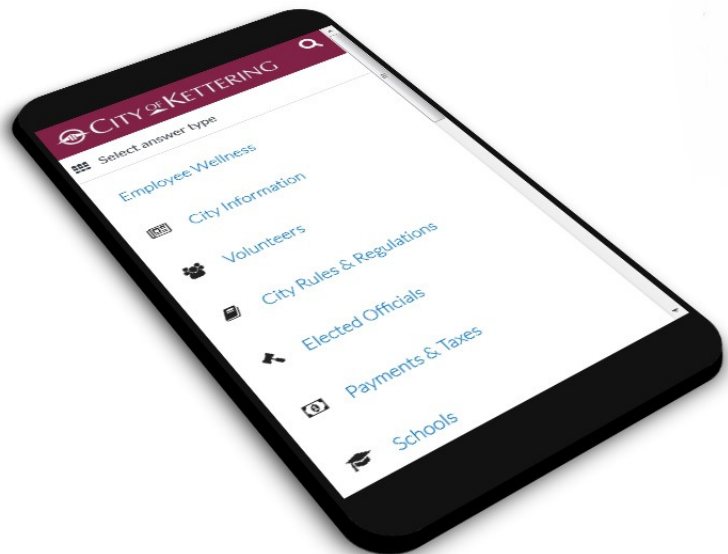 CITY OF KETTERING
Select answer type
Employee Wellness
City Information
Volunteers
City Rules & Regulations
Elected Officials
Payments & Taxes
Schools